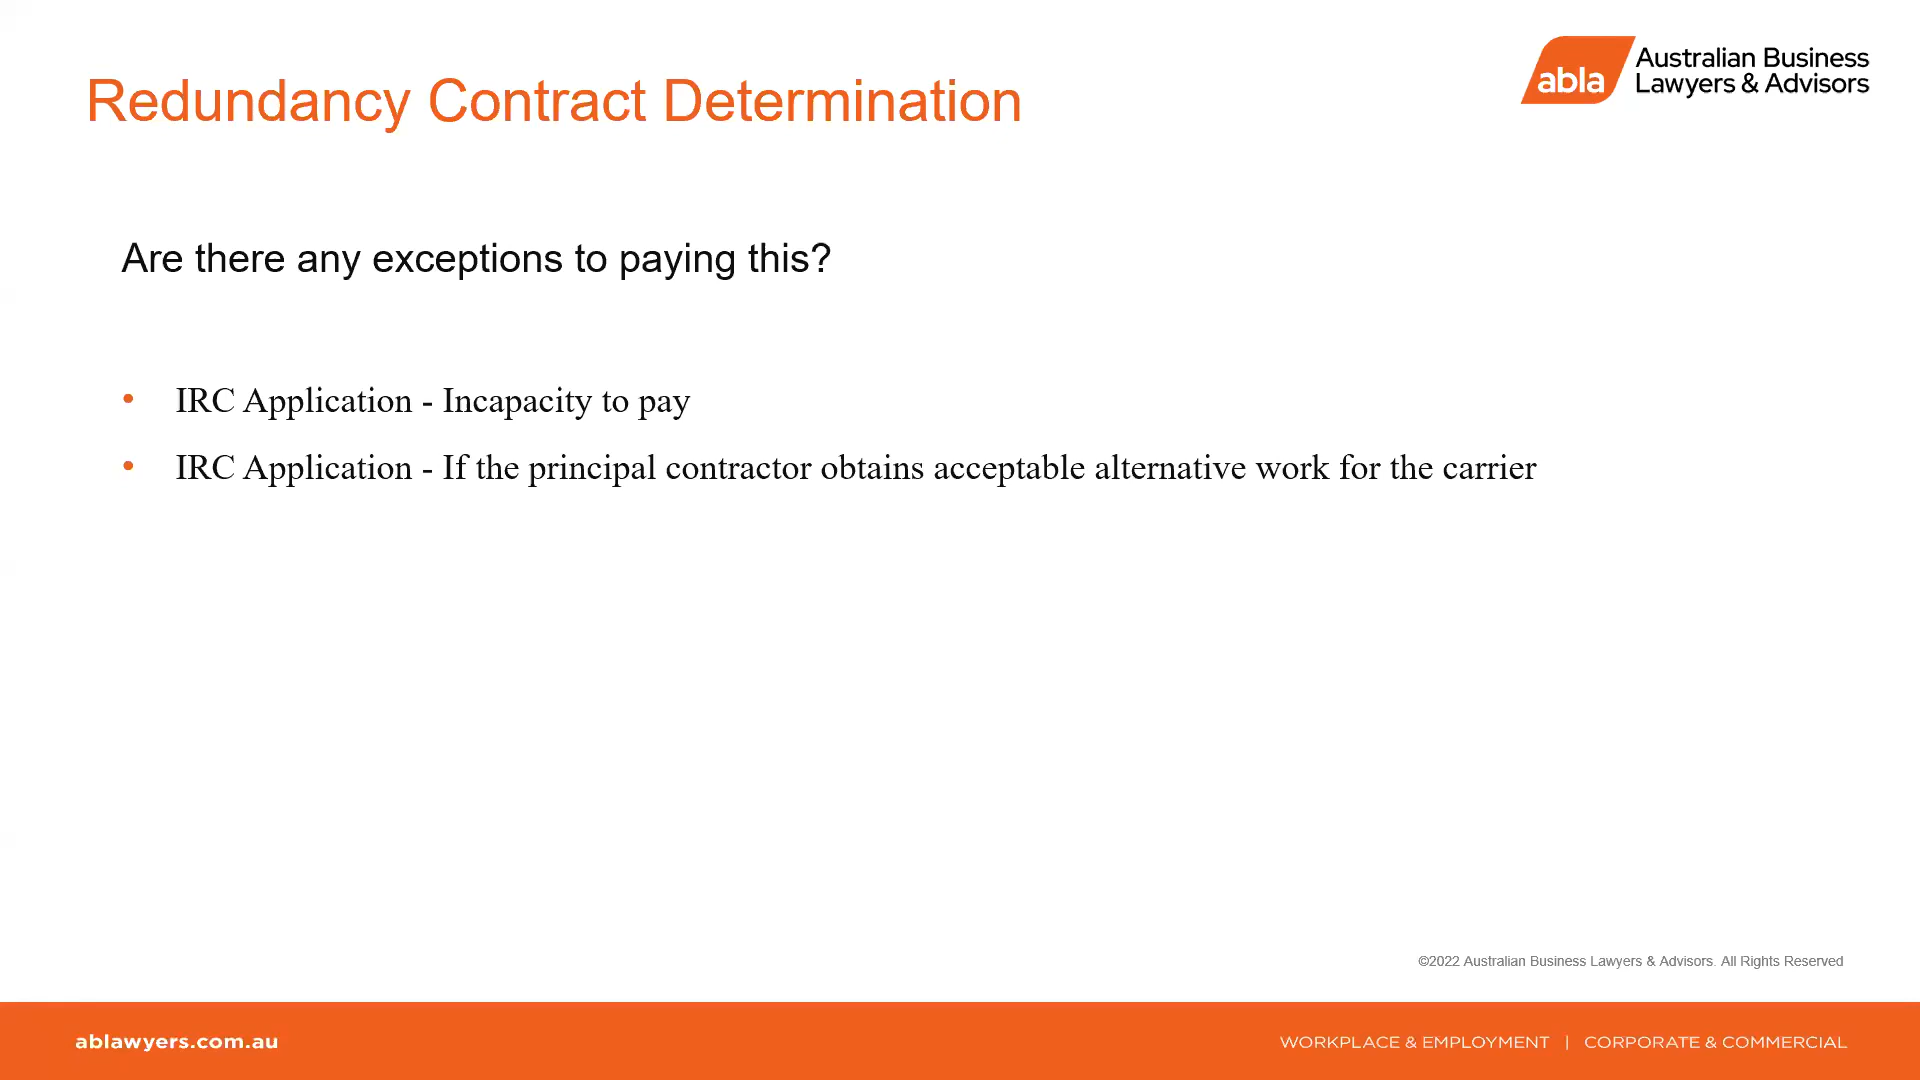 Redundancy Contract Determination
abla
Australian Business
Lawyers & Advisors
Are there any exceptions to paying this?
• IRC Application - Incapacity to pay
• IRC Application - If the principal contractor obtains acceptable alternative work for the carrier
©2022 Australian Business Lawyers & Advisors. All Rights Reserved
ablawyers.com.au
WORKPLACE & EMPLOYMENT | CORPORATE & COMMERCIAL